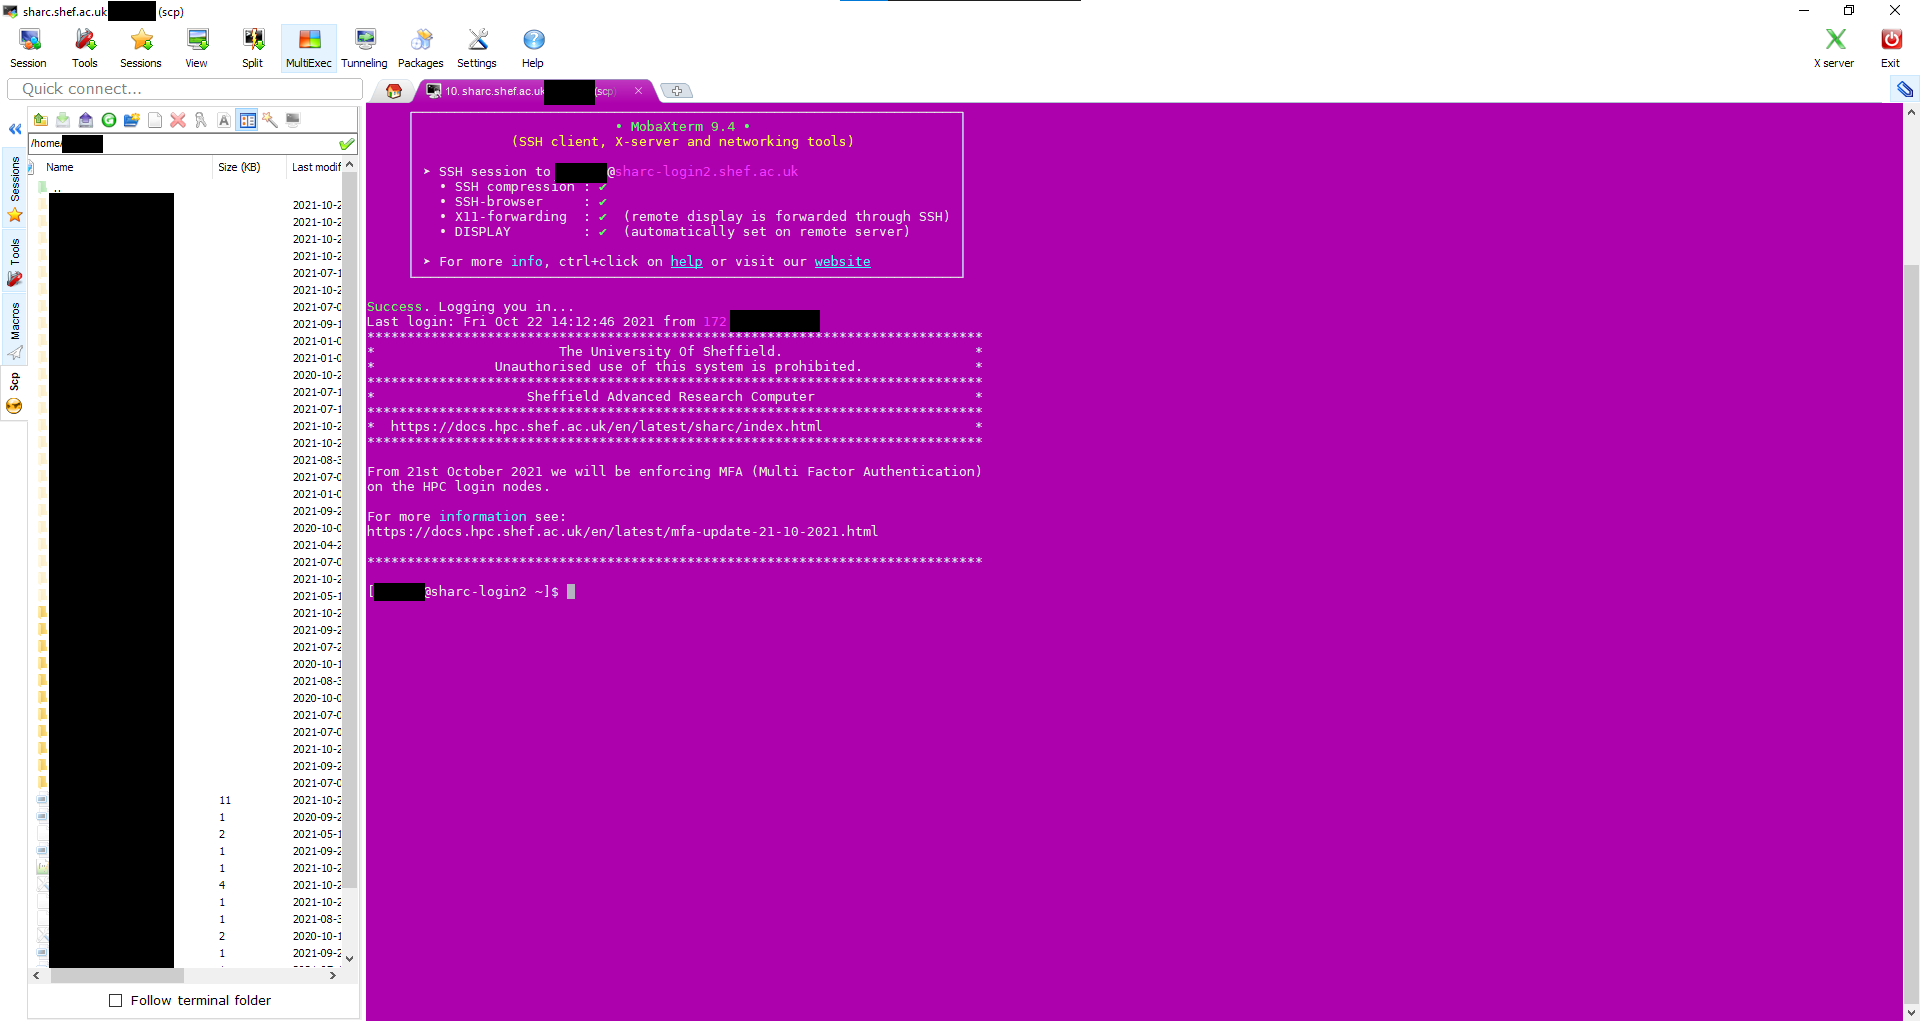 sharc.shef.ac.uk (scp)
Session Tools Sessions View Split MultiExec Tunneling Packages Settings Help X server Exit
Quick connect...
10. sharc.shef.ac.uk (scp)
/home/
Name Size (KB) Last modif
..
2021-10-2
2021-10-2
2021-10-2
2021-10-2
2021-07-1
2021-10-2
2021-07-0
2021-09-1
2021-01-0
2021-01-0
2020-10-2
2021-07-1
2021-07-1
2021-10-2
2021-10-2
2021-08-3
2021-07-0
2021-01-0
2021-09-2
2020-10-0
2021-04-2
2021-07-0
2021-10-2
2021-05-1
2021-10-2
2021-09-2
2021-07-2
2020-10-1
2021-08-3
2020-10-0
2021-07-0
2021-07-0
2021-10-2
2021-09-2
2021-07-0
11 2021-10-2
1 2020-09-2
2 2021-05-1
1 2021-09-2
1 2021-10-2
4 2021-10-2
1 2021-10-2
1 2021-08-3
2 2020-10-1
1 2021-09-2
Follow terminal folder
Sessions
Tools
Macros
Scp
• MobaXterm 9.4 •
(SSH client, X-server and networking tools)
➤ SSH session to @sharc-login2.shef.ac.uk
• SSH compression : ✔
• SSH-browser : ✔
• X11-forwarding : ✔ (remote display is forwarded through SSH)
• DISPLAY : ✔ (automatically set on remote server)
➤ For more info, ctrl+click on help or visit our website
Success. Logging you in...
Last login: Fri Oct 22 14:12:46 2021 from 172
*****************************************************************************
* The University Of Sheffield. *
* Unauthorised use of this system is prohibited. *
*****************************************************************************
* Sheffield Advanced Research Computer *
*****************************************************************************
* https://docs.hpc.shef.ac.uk/en/latest/sharc/index.html *
*****************************************************************************
From 21st October 2021 we will be enforcing MFA (Multi Factor Authentication)
on the HPC login nodes.
For more information see:
https://docs.hpc.shef.ac.uk/en/latest/mfa-update-21-10-2021.html
*****************************************************************************
[ @sharc-login2 ~]$